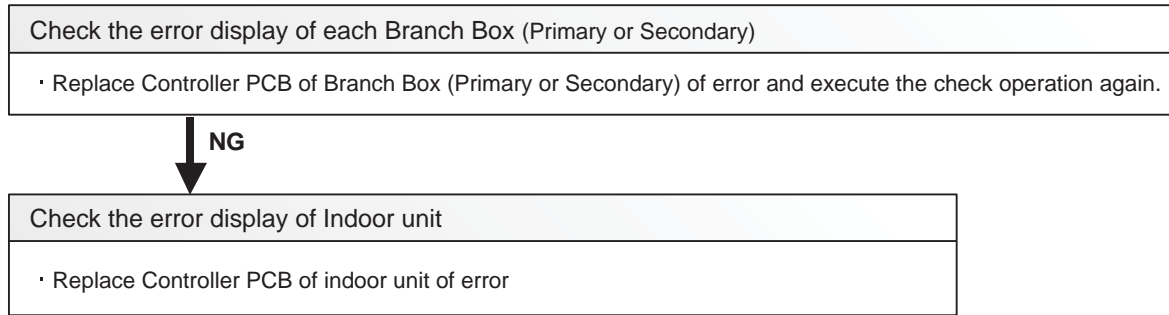 Check the error display of each Branch Box (Primary or Secondary)
· Replace Controller PCB of Branch Box (Primary or Secondary) of error and execute the check operation again.
NG
Check the error display of Indoor unit
· Replace Controller PCB of indoor unit of error